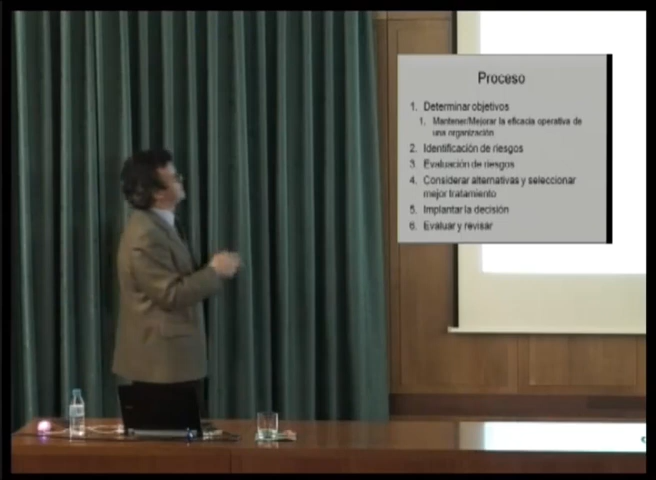 Proceso
1. Determinar objetivos
1. Mantener/Mejorar la eficacia operativa de
una organización
2. Identificación de riesgos
3. Evaluación de riesgos
4. Considerar alternativas y seleccionar
mejor tratamiento
5. Implantar la decisión
6. Evaluar y revisar